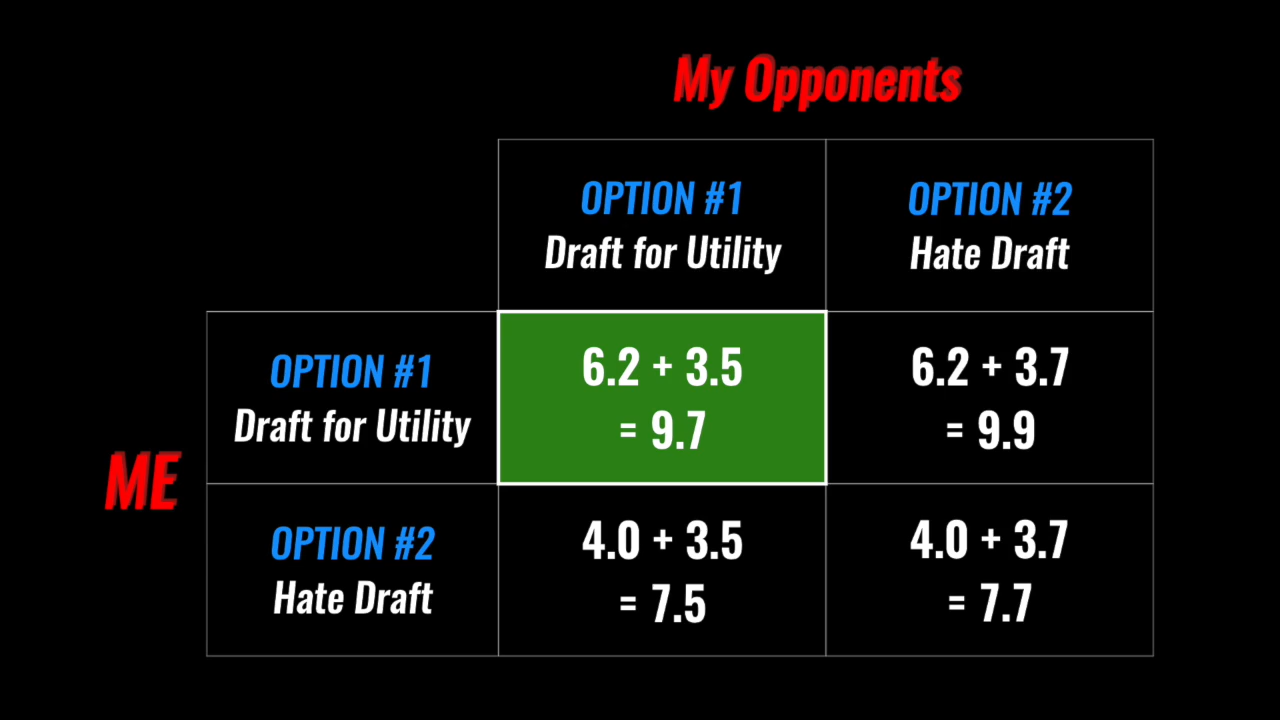 My Opponents
OPTION #1
Draft for Utility
OPTION #2
Hate Draft
ME
OPTION #1
Draft for Utility
6.2 + 3.5
= 9.7
6.2 + 3.7
= 9.9
OPTION #2
Hate Draft
4.0 + 3.5
= 7.5
4.0 + 3.7
= 7.7